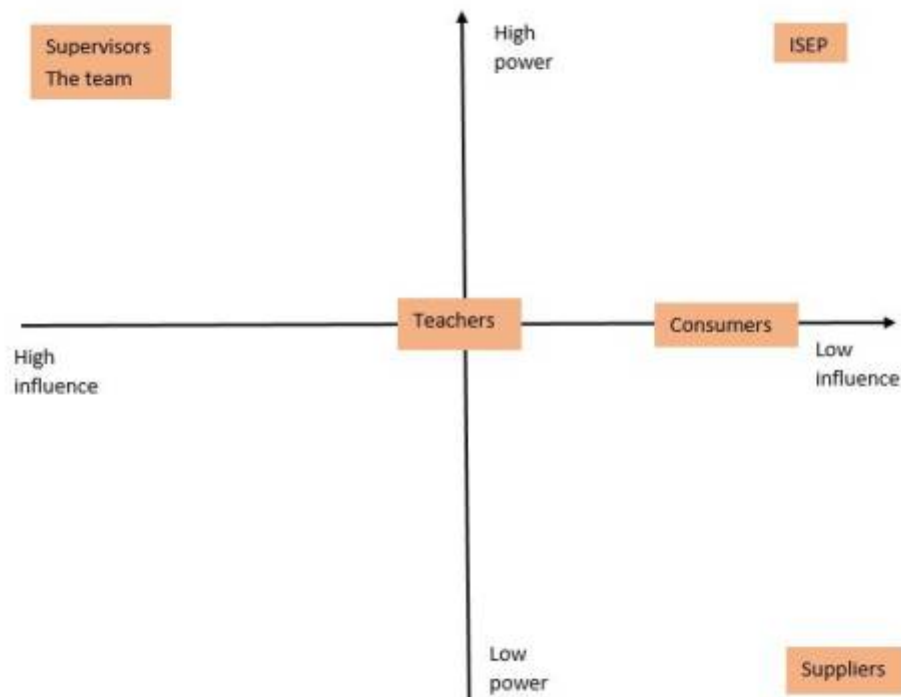 Supervisors
The team
High
power
ISEP
Teachers
Consumers
High
influence
Low
influence
Low
power
Suppliers